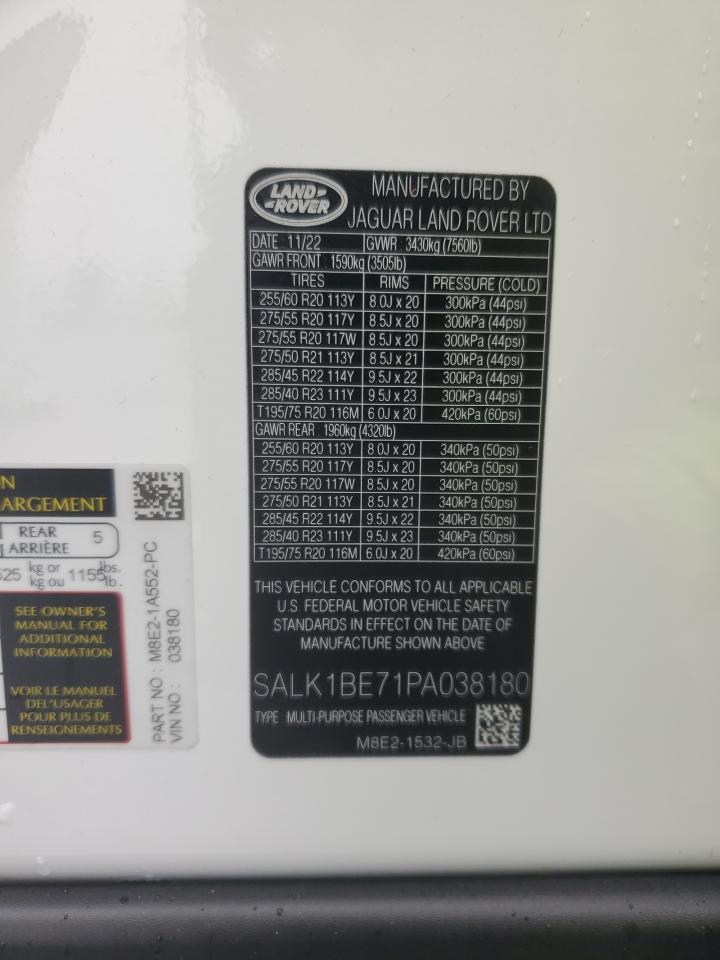 LAND-
-ROVER
MANUFACTURED BY
JAGUAR LAND ROVER LTD
DATE : 11/22 GVWR : 3430kg (7560lb)
GAWR FRONT : 1590kg (3505lb)
TIRES RIMS PRESSURE (COLD)
255/60 R20 113Y 8.0J x 20 300kPa (44psi)
275/55 R20 117Y 8.5J x 20 300kPa (44psi)
275/55 R20 117W 8.5J x 20 300kPa (44psi)
275/50 R21 113Y 8.5J x 21 300kPa (44psi)
285/45 R22 114Y 9.5J x 22 300kPa (44psi)
285/40 R23 111Y 9.5J x 23 300kPa (44psi)
T195/75 R20 116M 6.0J x 20 420kPa (60psi)
GAWR REAR : 1960kg (4320lb)
255/60 R20 113Y 8.0J x 20 340kPa (50psi)
275/55 R20 117Y 8.5J x 20 340kPa (50psi)
275/55 R20 117W 8.5J x 20 340kPa (50psi)
275/50 R21 113Y 8.5J x 21 340kPa (50psi)
285/45 R22 114Y 9.5J x 22 340kPa (50psi)
285/40 R23 111Y 9.5J x 23 340kPa (50psi)
T195/75 R20 116M 6.0J x 20 420kPa (60psi)
THIS VEHICLE CONFORMS TO ALL APPLICABLE
U.S. FEDERAL MOTOR VEHICLE SAFETY
STANDARDS IN EFFECT ON THE DATE OF
MANUFACTURE SHOWN ABOVE
SALK1BE71PA038180
TYPE : MULTI-PURPOSE PASSENGER VEHICLE
M8E2-1532-JB
ON
ARGEMENT
REAR 5
ARRIÈRE
525 kg or 1155 lbs.
kg ou lb.
SEE OWNER'S
MANUAL FOR
ADDITIONAL
INFORMATION
VOIR LE MANUEL
DE L'USAGER
POUR PLUS DE
RENSEIGNEMENTS
PART NO : M8E2-1A552-PC
VIN NO : 038180